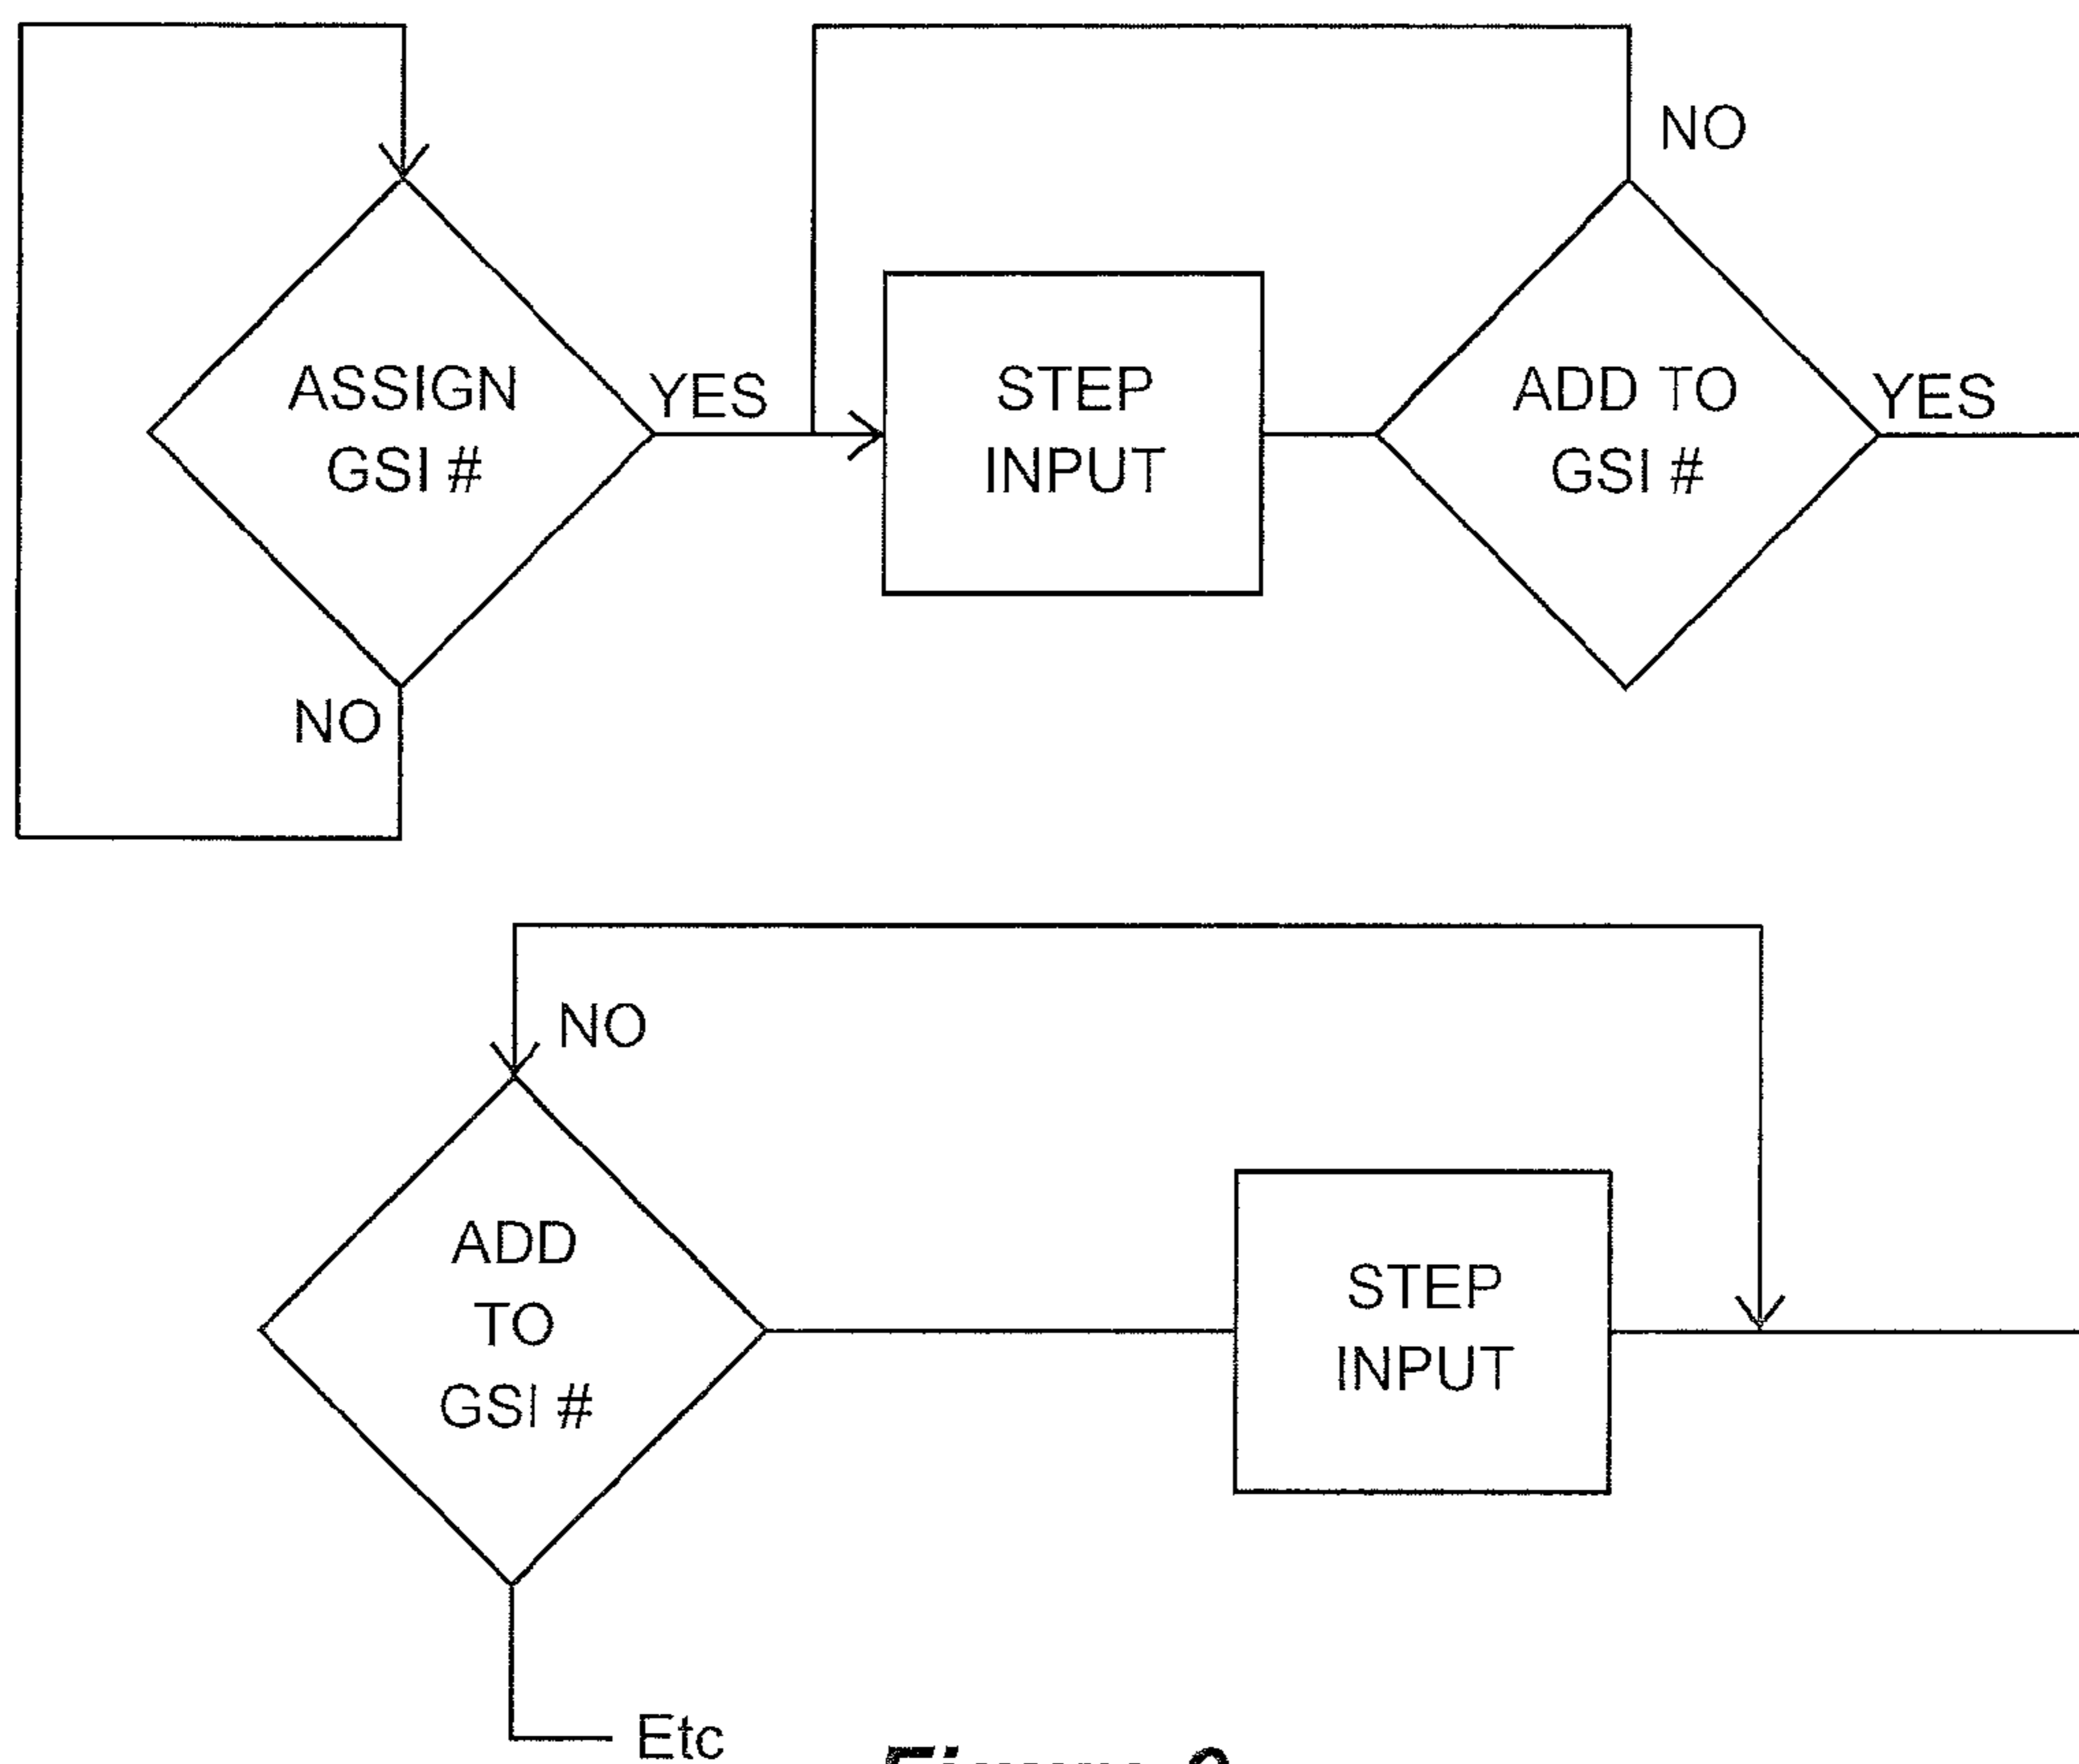 NO
ASSIGN
GSI #
YES
STEP
INPUT
ADD TO
GSI #
YES
NO
NO
ADD
TO
GSI #
STEP
INPUT
Etc